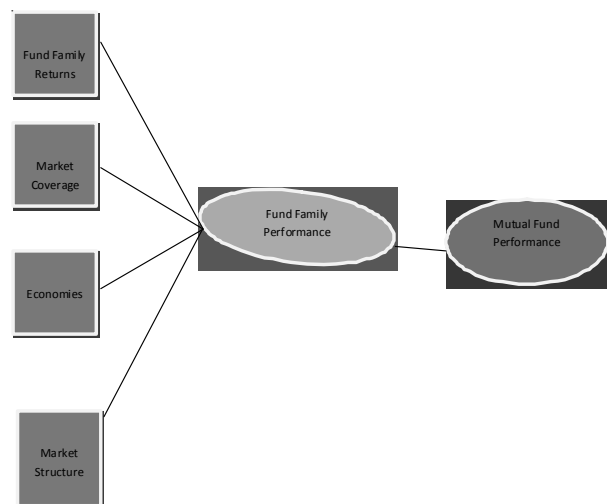 Fund Family
Returns
Market
Coverage
Fund Family
Performance
Mutual Fund
Performance
Economies
Market
Structure